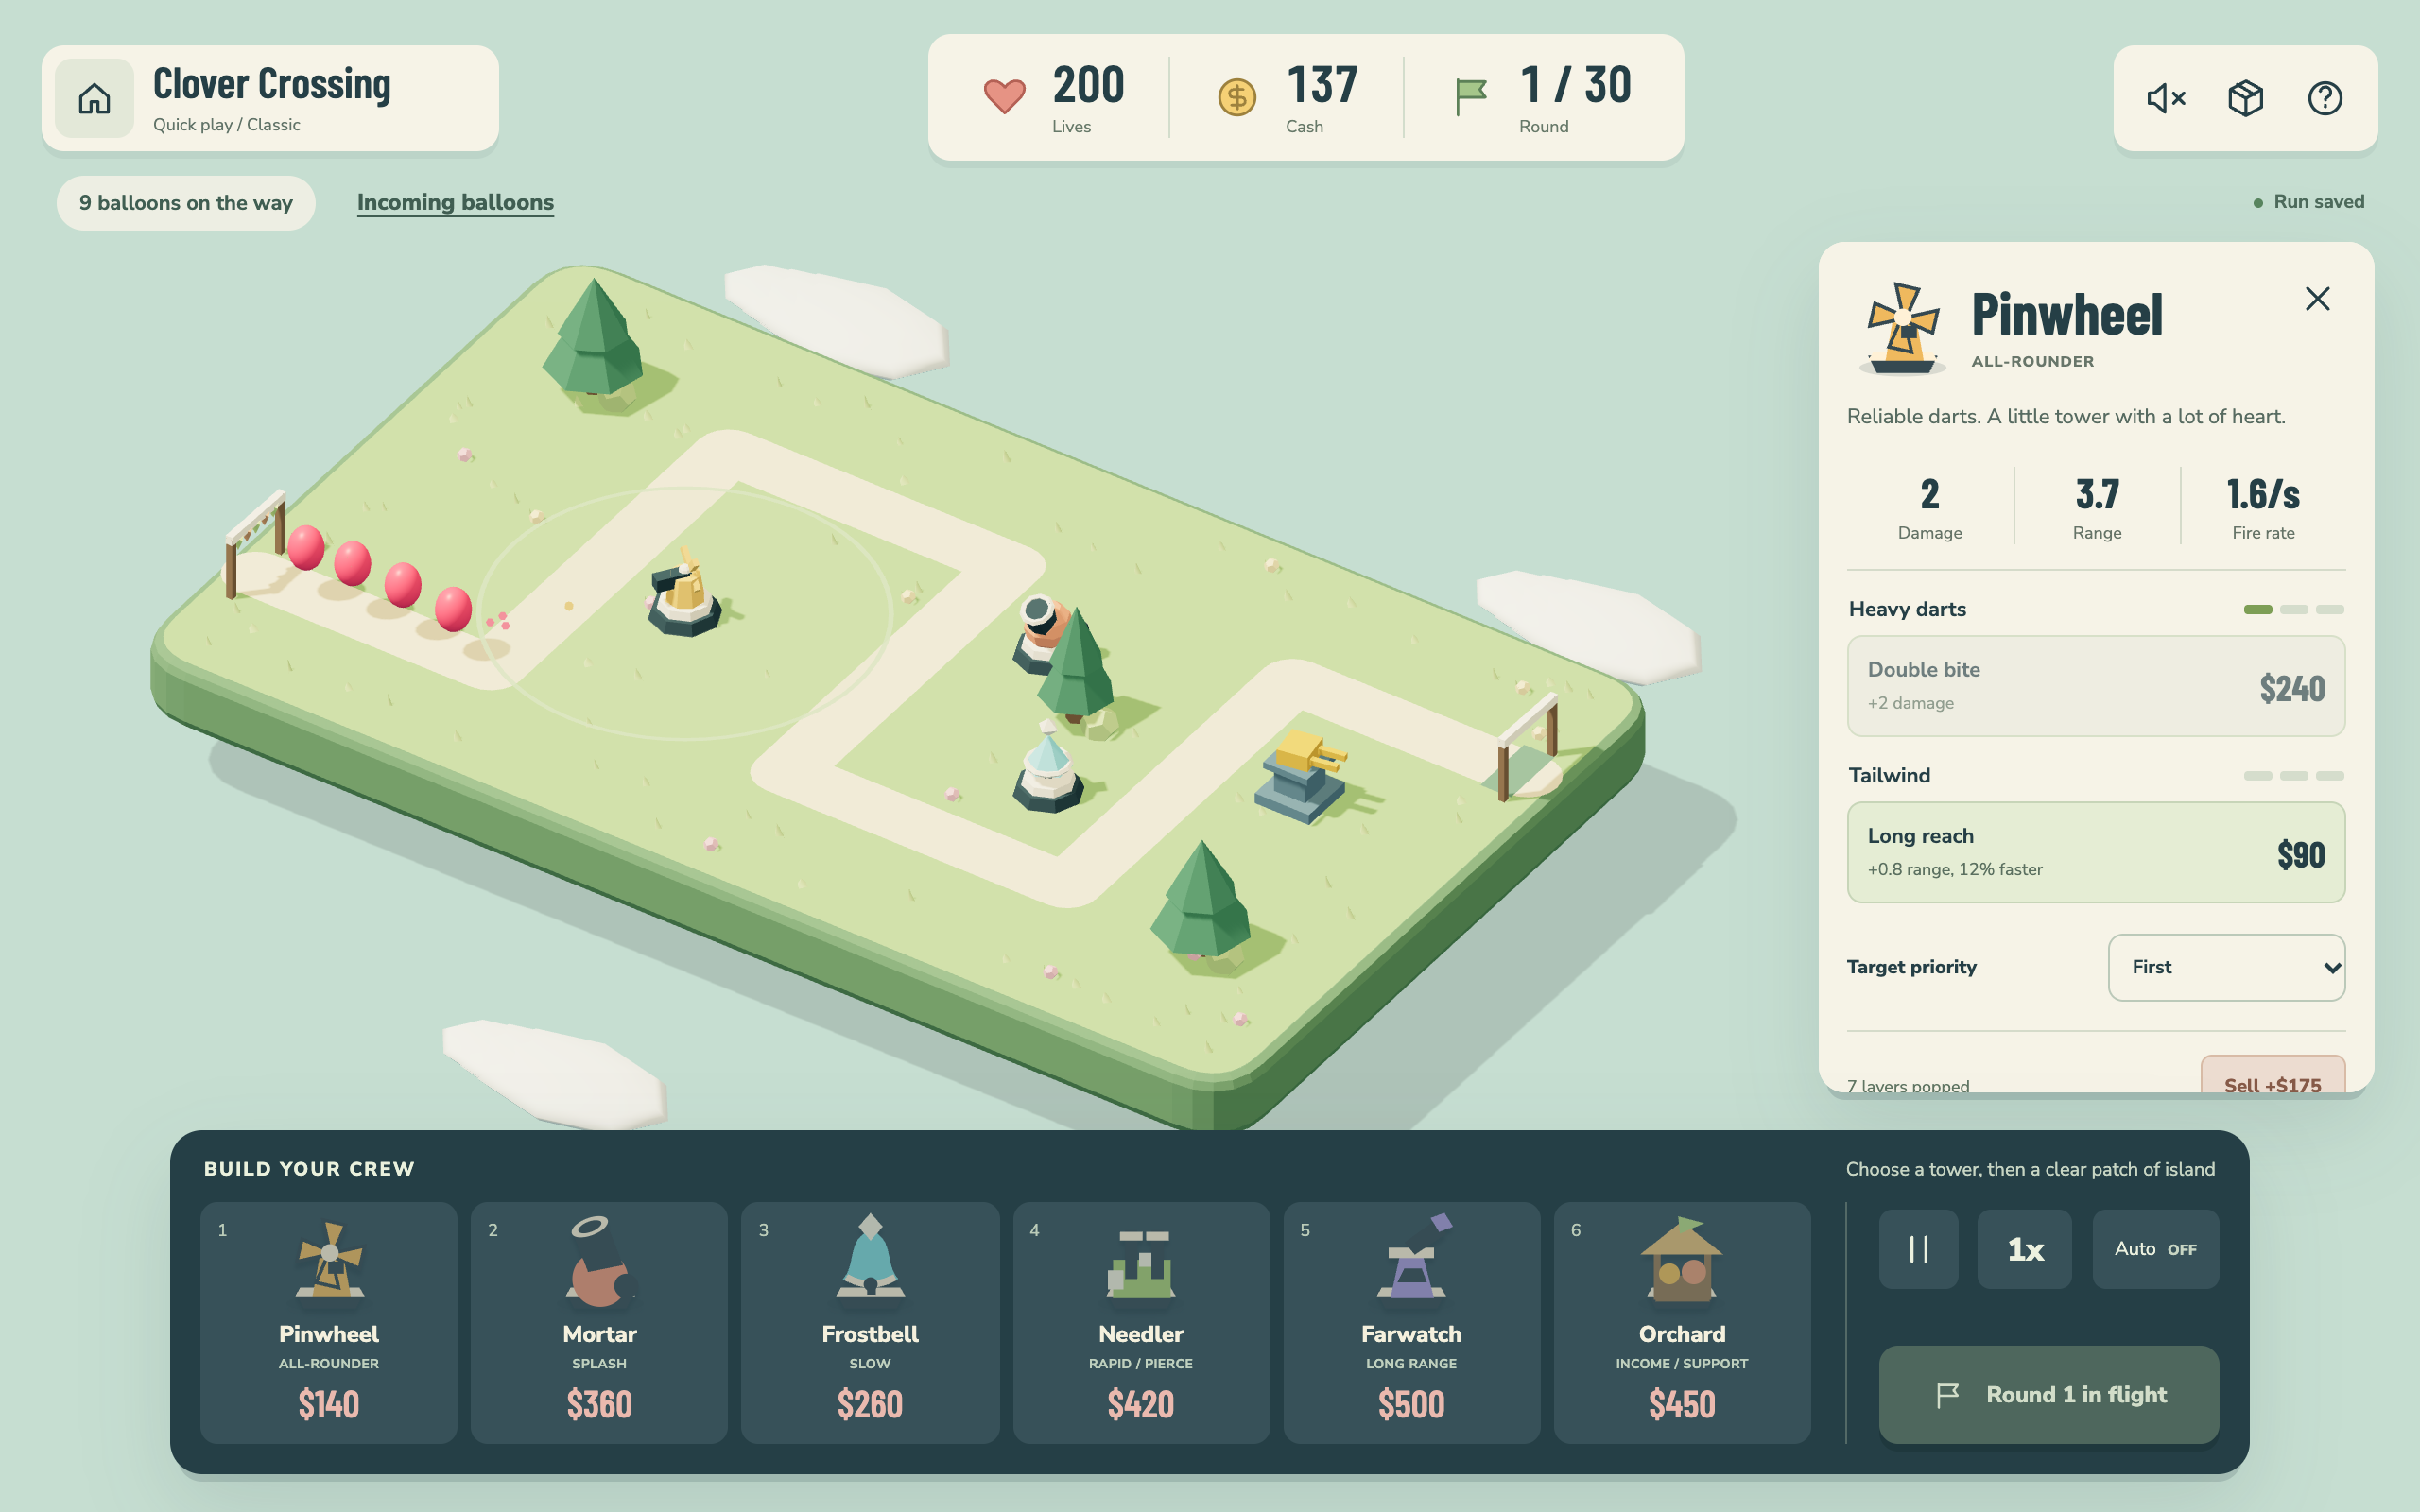 Clover Crossing
Quick play / Classic
200
Lives
137
Cash
1 / 30
Round
9 balloons on the way
Incoming balloons
Run saved
Pinwheel
ALL-ROUNDER
Reliable darts. A little tower with a lot of heart.
2
Damage
3.7
Range
1.6/s
Fire rate
Heavy darts
Double bite
+2 damage
$240
Tailwind
Long reach
+0.8 range, 12% faster
$90
Target priority
First
7 layers popped
Sell +$175
BUILD YOUR CREW
Choose a tower, then a clear patch of island
1
Pinwheel
ALL-ROUNDER
$140
2
Mortar
SPLASH
$360
3
Frostbell
SLOW
$260
4
Needler
RAPID / PIERCE
$420
5
Farwatch
LONG RANGE
$500
6
Orchard
INCOME / SUPPORT
$450
1x
Auto OFF
Round 1 in flight